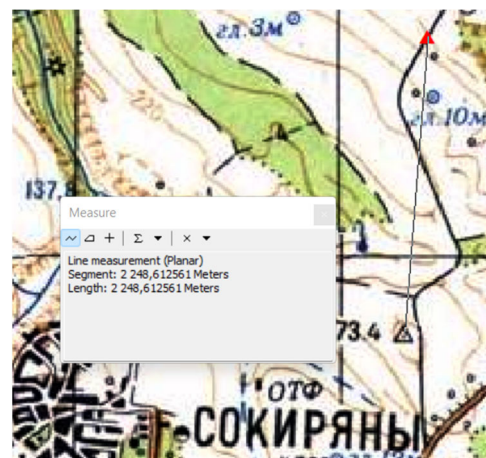 гл.3м
220
гл.10м
137,8
Measure
Line measurement (Planar)
Segment: 2 248,612561 Meters
Length: 2 248,612561 Meters
73.4
ОТФ
СОКИРЯНЫ